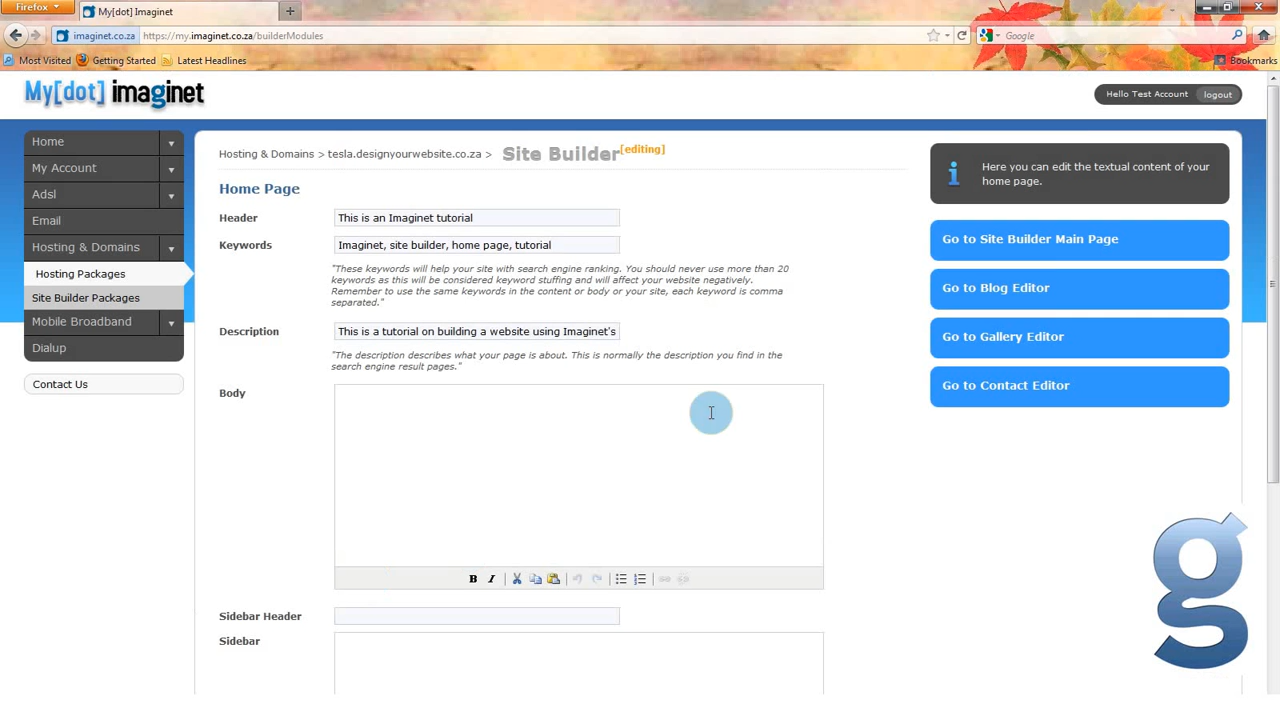 Firefox
My[dot] Imaginet
imaginet.co.za
https://my.imaginet.co.za/builderModules
Google
Most Visited
Getting Started
Latest Headlines
Bookmarks
My[dot] imaginet
Hello Test Account
logout
Home
My Account
Adsl
Email
Hosting & Domains
Hosting Packages
Site Builder Packages
Mobile Broadband
Dialup
Contact Us
Hosting & Domains > tesla.designyourwebsite.co.za > Site Builder[editing]
Home Page
Header
This is an Imaginet tutorial
Keywords
Imaginet, site builder, home page, tutorial
"These keywords will help your site with search engine ranking. You should never use more than 20
keywords as this will be considered keyword stuffing and will affect your website negatively.
Remember to use the same keywords in the content or body or your site, each keyword is comma
separated."
Description
This is a tutorial on building a website using Imaginet's
"The description describes what your page is about. This is normally the description you find in the
search engine result pages."
Body
B I
Sidebar Header
Sidebar
Here you can edit the textual content of your
home page.
Go to Site Builder Main Page
Go to Blog Editor
Go to Gallery Editor
Go to Contact Editor
g